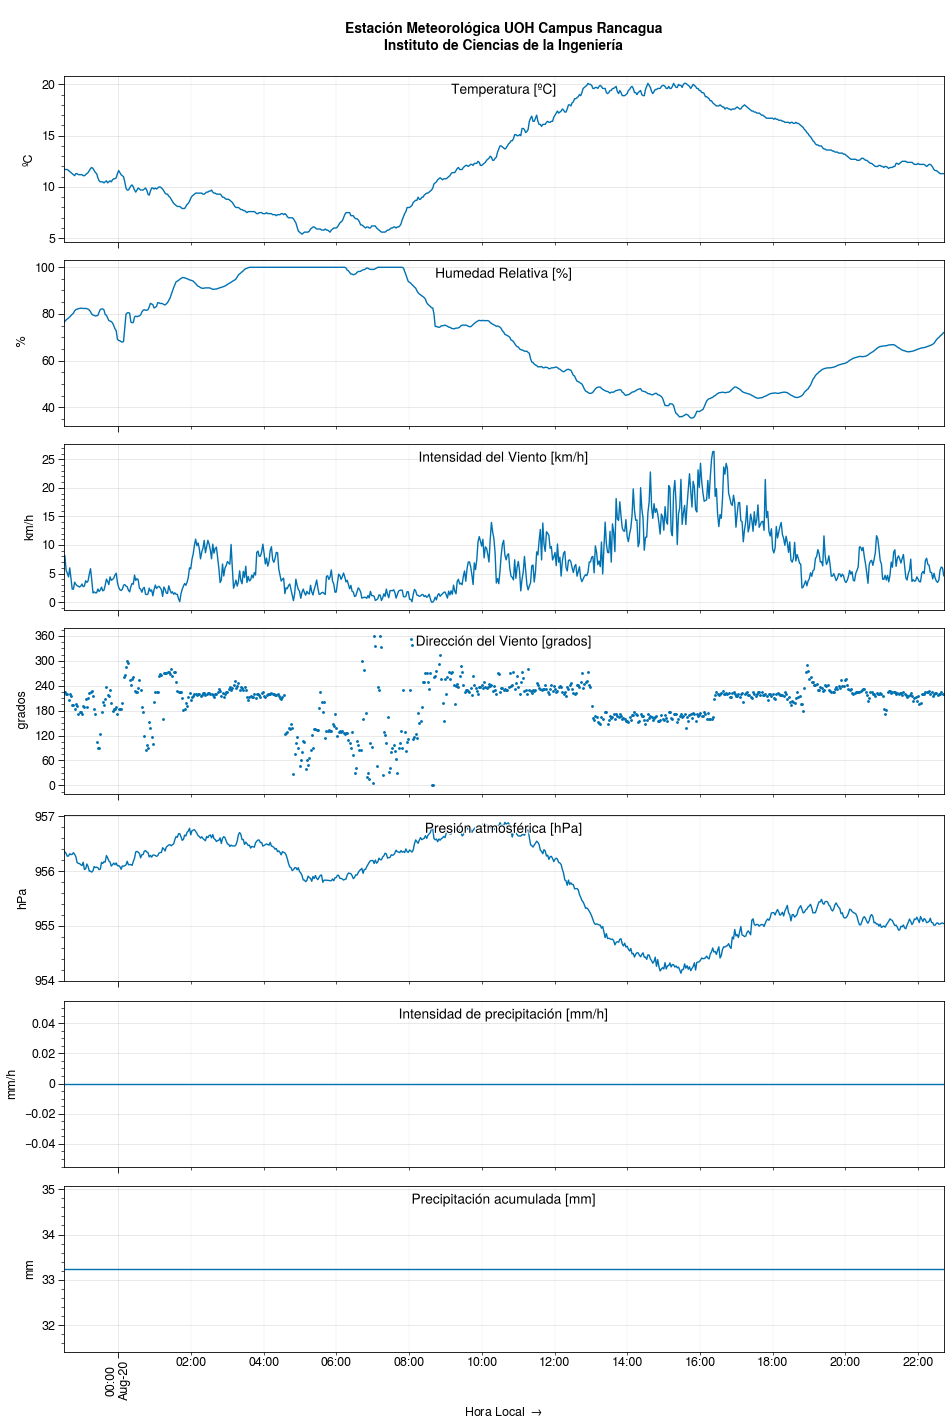 Estación Meteorológica UOH Campus Rancagua
Instituto de Ciencias de la Ingeniería
Temperatura [ºC]
20
15
10
5
ºC
Humedad Relativa [%]
100
80
60
40
%
Intensidad del Viento [km/h]
25
20
15
10
5
0
km/h
Dirección del Viento [grados]
360
300
240
180
120
60
0
grados
Presión atmosférica [hPa]
957
956
955
954
hPa
Intensidad de precipitación [mm/h]
0.04
0.02
0
−0.02
−0.04
mm/h
Precipitación acumulada [mm]
35
34
33
32
mm
00:00
Aug-20
02:00
04:00
06:00
08:00
10:00
12:00
14:00
16:00
18:00
20:00
22:00
Hora Local →